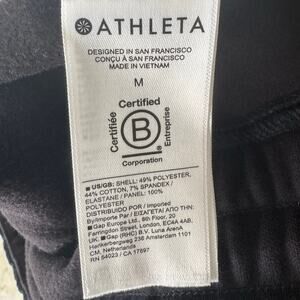 ATHLETA
DESIGNED IN SAN FRANCISCO
CONÇU À SAN FRANCISCO
MADE IN VIETNAM
M
Certified
Certifiée
B
Entreprise
Corporation
■ US/GB: SHELL: 49% POLYESTER,
44% COTTON, 7% SPANDEX /
ELASTANE / PANEL: 100%
POLYESTER
DISTRIBUIDO POR / Imported
By/Importe Par / ΕΙΣΑΓΕΤΑΙ ΑΠΟ ΤΗΝ:
■ Gap Europe Ltd., 8th Floor, 20
Farringdon Street, London, EC4A 4AB,
UK; ■ Gap (RHC) B.V. Luna ArenA
Herikerbergweg 238 Amsterdam 1101
CM, Netherlands
RN 54023 / CA 17897